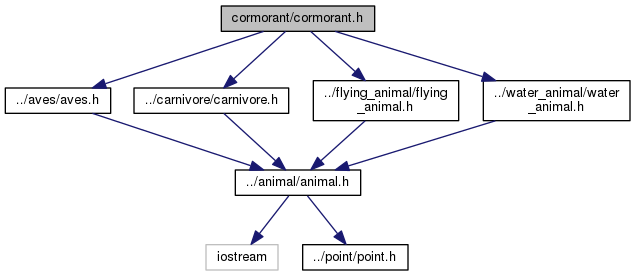 cormorant/cormorant.h
../aves/aves.h
../carnivore/carnivore.h
../flying_animal/flying
_animal.h
../water_animal/water
_animal.h
../animal/animal.h
iostream
../point/point.h